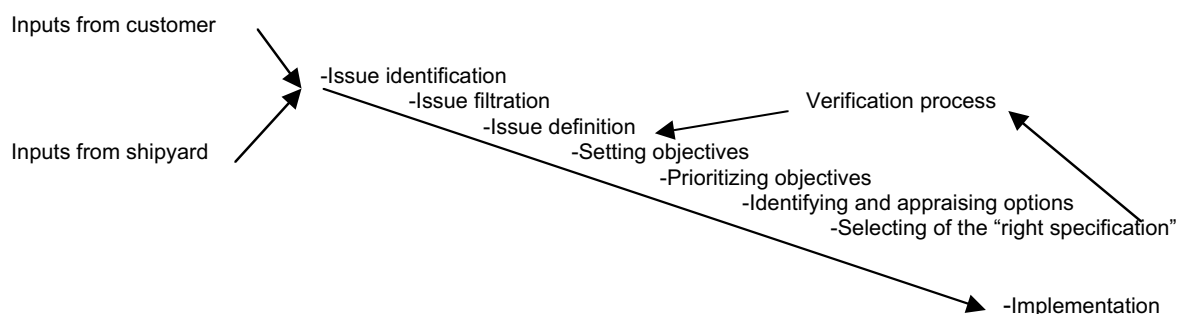 Inputs from customer
-Issue identification
-Issue filtration
Verification process
-Issue definition
Inputs from shipyard
-Setting objectives
-Prioritizing objectives
-Identifying and appraising options
-Selecting of the “right specification”
-Implementation